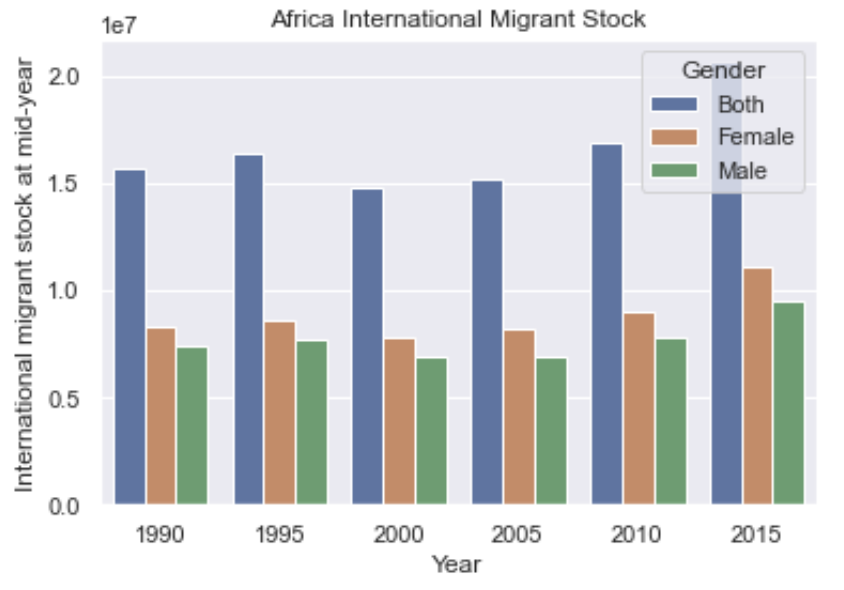 Africa International Migrant Stock
1e7
International migrant stock at mid-year
2.0
1.5
1.0
0.5
0.0
Gender
Both
Female
Male
1990 1995 2000 2005 2010 2015
Year